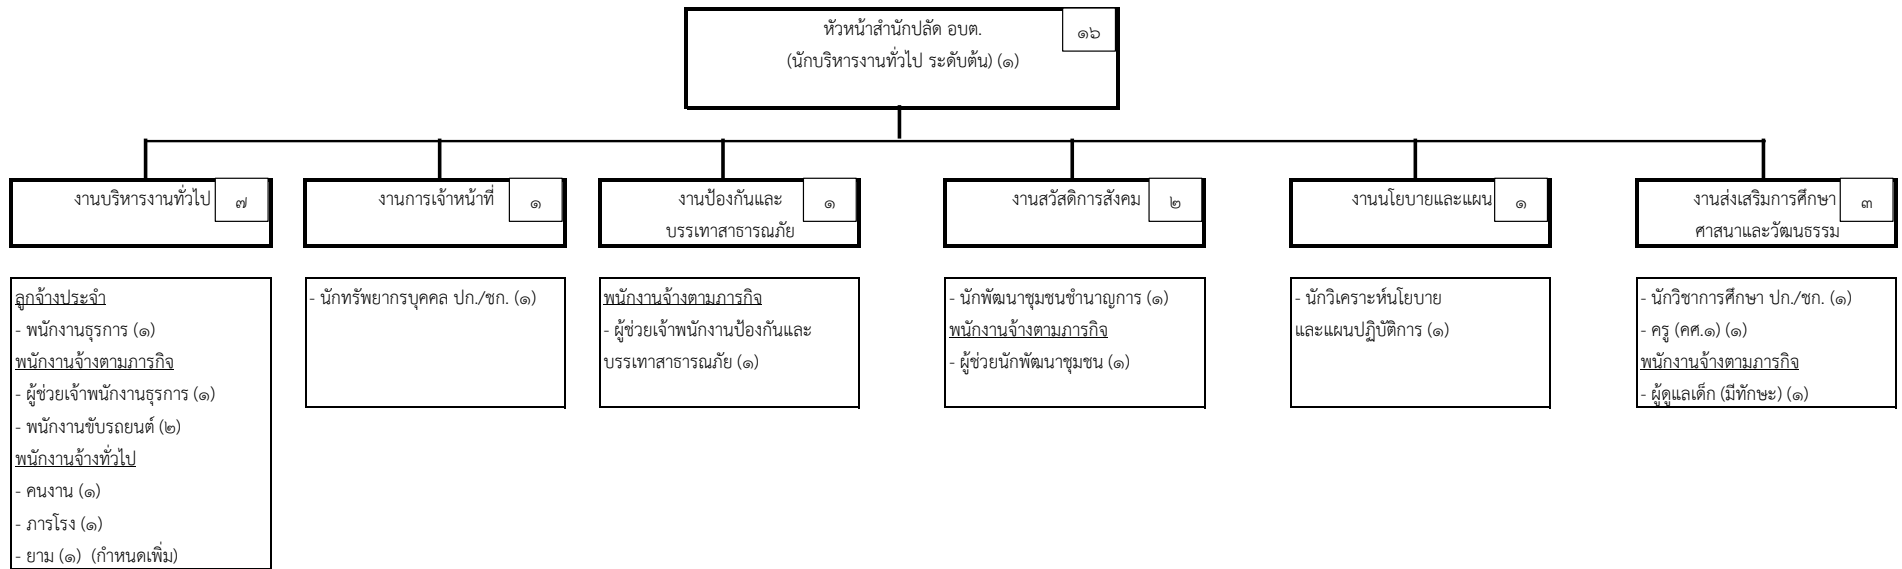 หัวหน้าสำนักปลัด อบต.
๑๖
(นักบริหารงานทั่วไป ระดับต้น) (๑)
งานบริหารงานทั่วไป
๗
ลูกจ้างประจำ
- พนักงานธุรการ (๑)
พนักงานจ้างตามภารกิจ
- ผู้ช่วยเจ้าพนักงานธุรการ (๑)
- พนักงานขับรถยนต์ (๒)
พนักงานจ้างทั่วไป
- คนงาน (๑)
- ภารโรง (๑)
- ยาม (๑) (กำหนดเพิ่ม)
งานการเจ้าหน้าที่
๑
- นักทรัพยากรบุคคล ปก./ชก. (๑)
งานป้องกันและ
๑
บรรเทาสาธารณภัย
พนักงานจ้างตามภารกิจ
- ผู้ช่วยเจ้าพนักงานป้องกันและ
บรรเทาสาธารณภัย (๑)
งานสวัสดิการสังคม
๒
- นักพัฒนาชุมชนชำนาญการ (๑)
พนักงานจ้างตามภารกิจ
- ผู้ช่วยนักพัฒนาชุมชน (๑)
งานนโยบายและแผน
๑
- นักวิเคราะห์นโยบาย
และแผนปฏิบัติการ (๑)
งานส่งเสริมการศึกษา
๓
ศาสนาและวัฒนธรรม
- นักวิชาการศึกษา ปก./ชก. (๑)
- ครู (คศ.๑) (๑)
พนักงานจ้างตามภารกิจ
- ผู้ดูแลเด็ก (มีทักษะ) (๑)